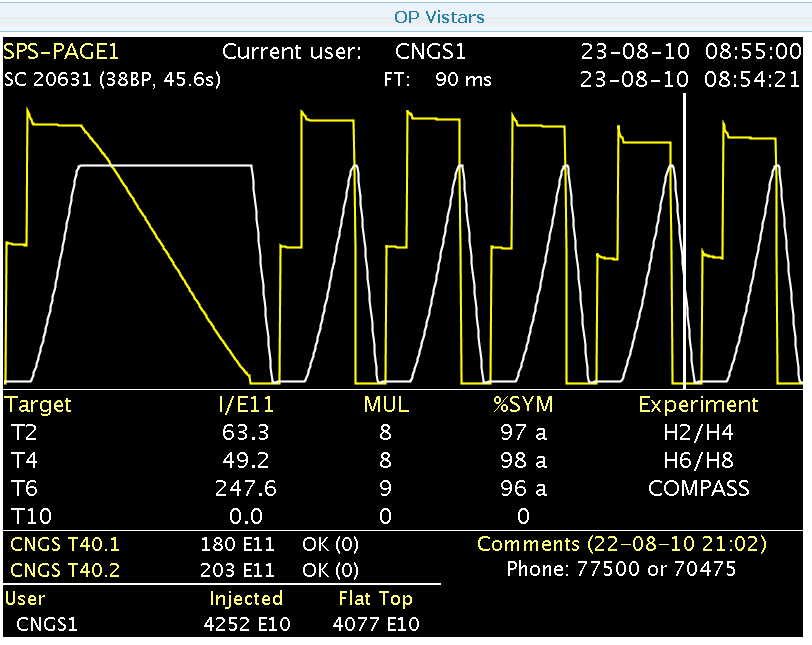 OP Vistars
SPS-PAGE1 Current user: CNGS1 23-08-10 08:55:00
SC 20631 (38BP, 45.6s) FT: 90 ms 23-08-10 08:54:21
Target I/E11 MUL %SYM Experiment
T2 63.3 8 97 a H2/H4
T4 49.2 8 98 a H6/H8
T6 247.6 9 96 a COMPASS
T10 0.0 0 0
CNGS T40.1 180 E11 OK (0) Comments (22-08-10 21:02)
CNGS T40.2 203 E11 OK (0) Phone: 77500 or 70475
User Injected Flat Top
CNGS1 4252 E10 4077 E10